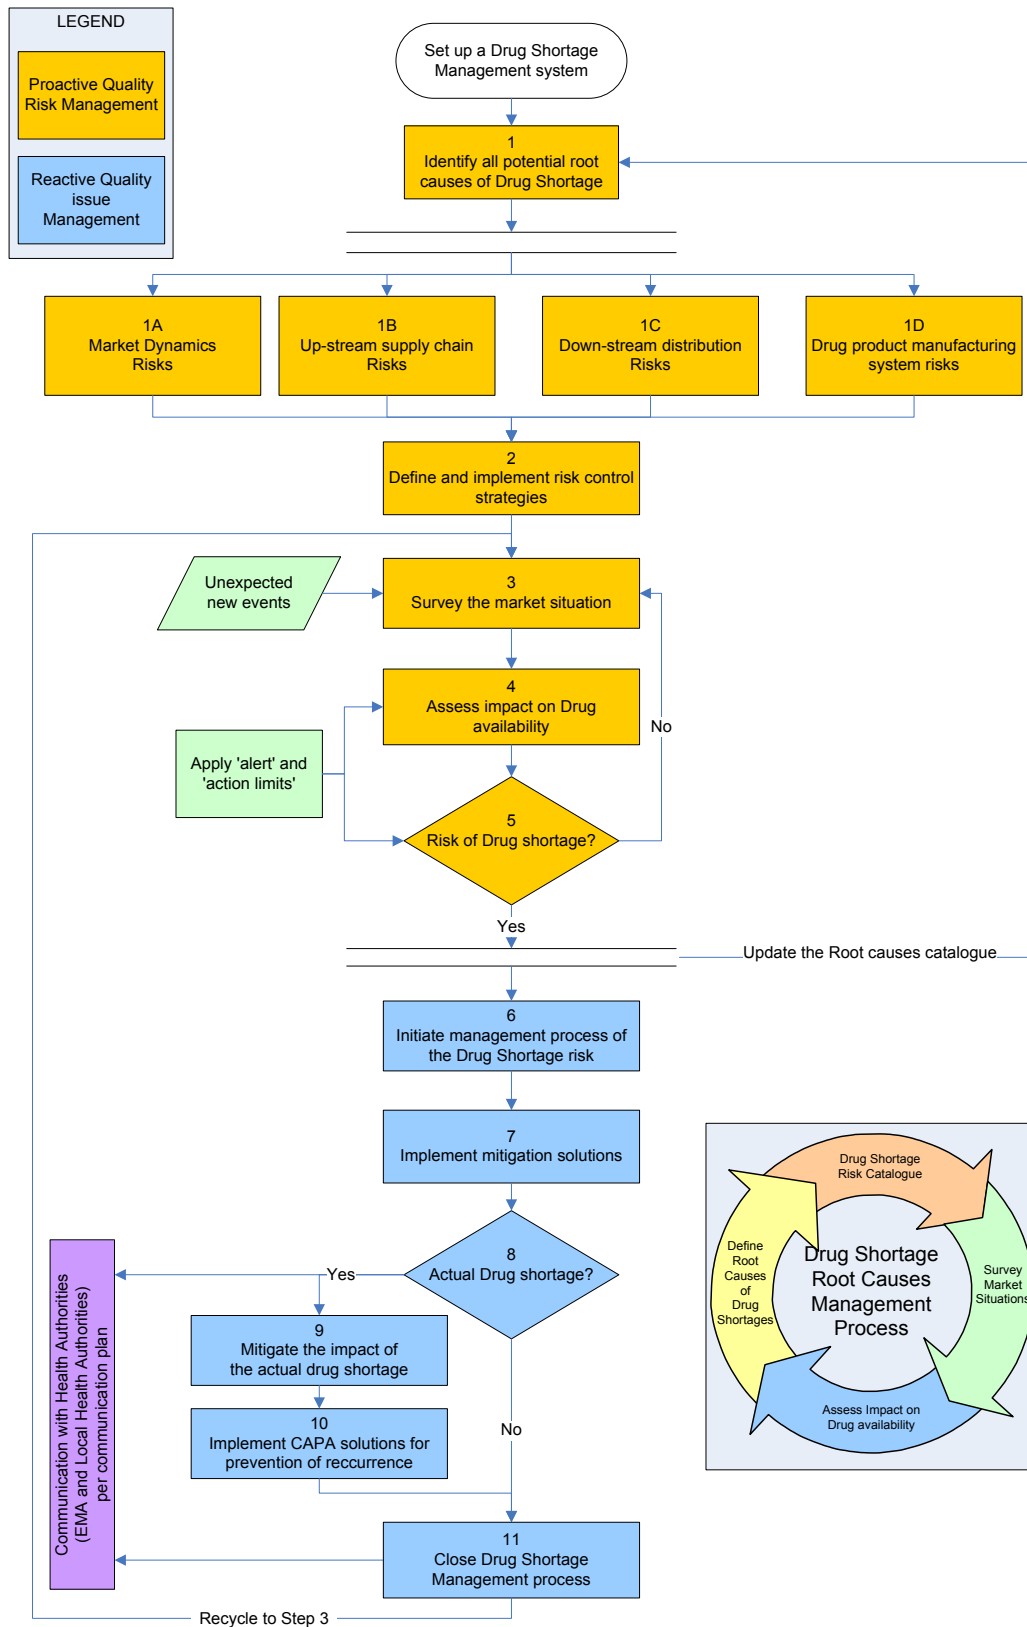 LEGEND
Proactive Quality
Risk Management
Reactive Quality
issue
Management
Set up a Drug Shortage
Management system
1
Identify all potential root
causes of Drug Shortage
1A
Market Dynamics
Risks
1B
Up-stream supply chain
Risks
1C
Down-stream distribution
Risks
1D
Drug product manufacturing
system risks
2
Define and implement risk control
strategies
Unexpected
new events
3
Survey the market situation
4
Assess impact on Drug
availability
No
Apply 'alert' and
'action limits'
5
Risk of Drug shortage?
Yes
Update the Root causes catalogue
6
Initiate management process of
the Drug Shortage risk
7
Implement mitigation solutions
8
Actual Drug shortage?
Yes
9
Mitigate the impact of
the actual drug shortage
10
Implement CAPA solutions for
prevention of reccurrence
No
11
Close Drug Shortage
Management process
Recycle to Step 3
Communication with Health Authorities
(EMA and Local Health Authorities)
per communication plan
Drug Shortage
Risk Catalogue
Survey
Market
Situations
Assess Impact on
Drug availability
Define
Root
Causes
of
Drug
Shortages
Drug Shortage
Root Causes
Management
Process